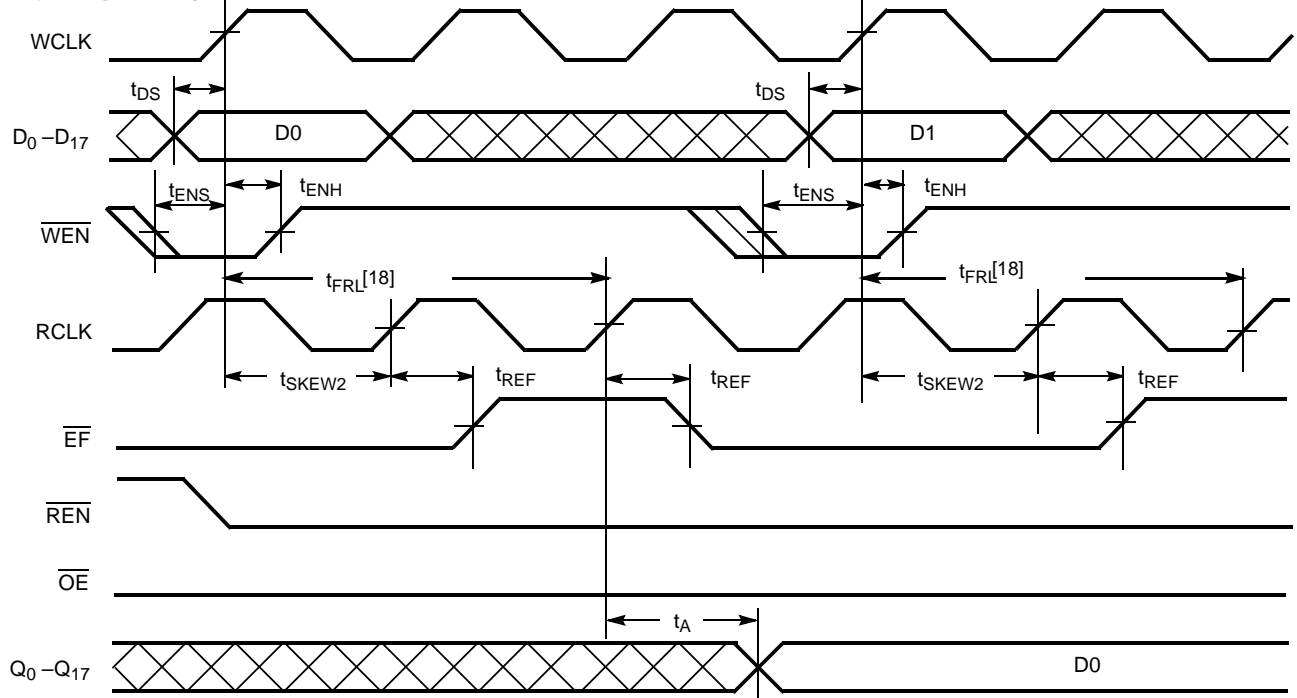 WCLK
tDS tDS
D0 –D17 D0 D1
tENS tENH tENS tENH
WEN
tFRL[18] tFRL[18]
RCLK
tSKEW2 tREF tREF tSKEW2 tREF
EF
REN
OE
tA
Q0 –Q17 D0